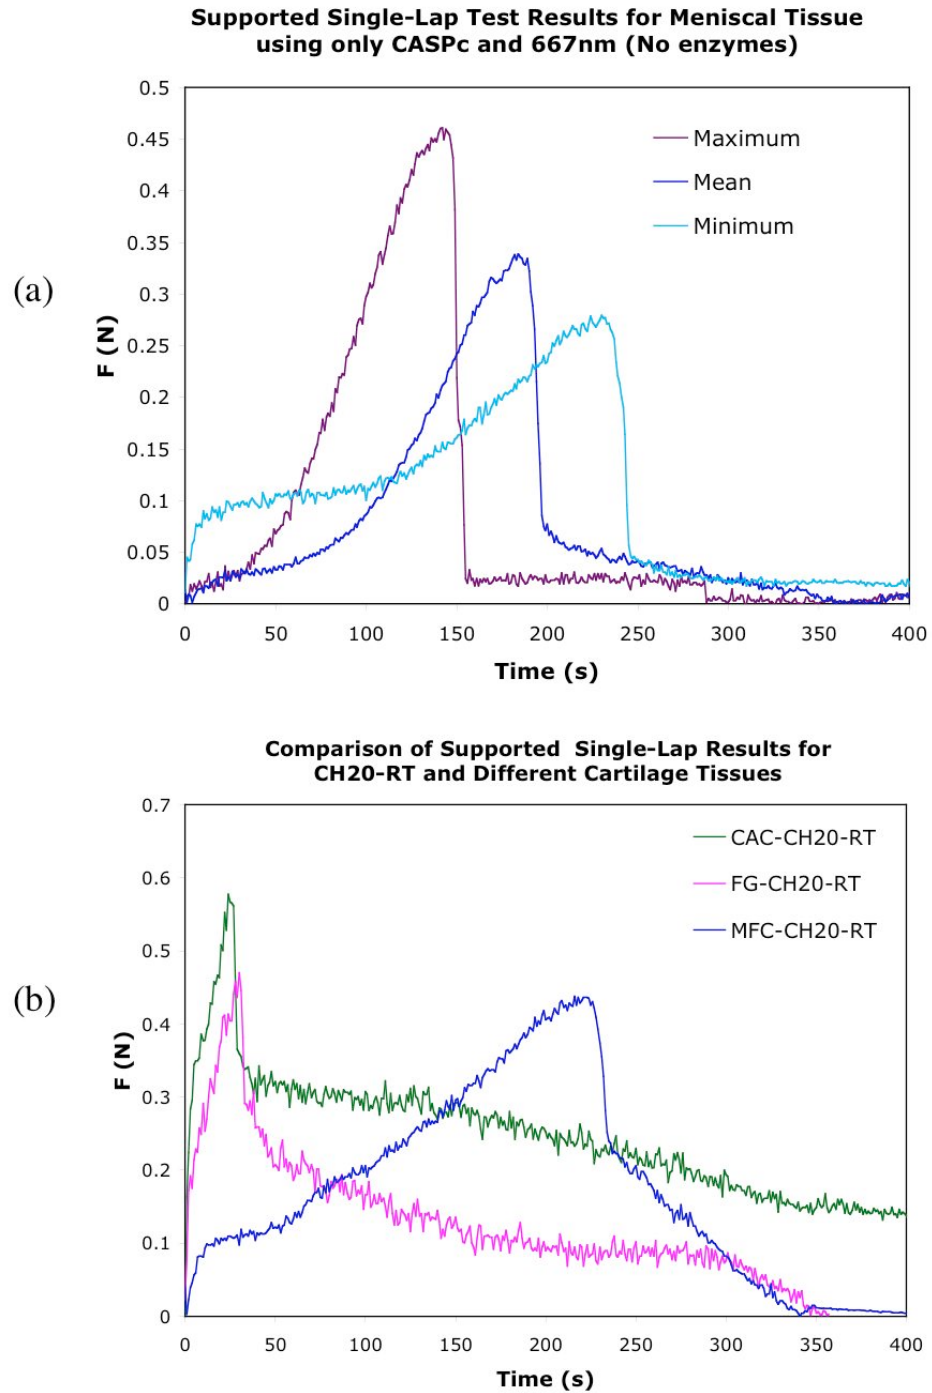 Supported Single-Lap Test Results for Meniscal Tissue
using only CASPc and 667nm (No enzymes)
(a)
F (N)
0.5
0.45
0.4
0.35
0.3
0.25
0.2
0.15
0.1
0.05
0
Maximum
Mean
Minimum
0 50 100 150 200 250 300 350 400
Time (s)
Comparison of Supported Single-Lap Results for
CH20-RT and Different Cartilage Tissues
(b)
F (N)
0.7
0.6
0.5
0.4
0.3
0.2
0.1
0
CAC-CH20-RT
FG-CH20-RT
MFC-CH20-RT
0 50 100 150 200 250 300 350 400
Time (s)